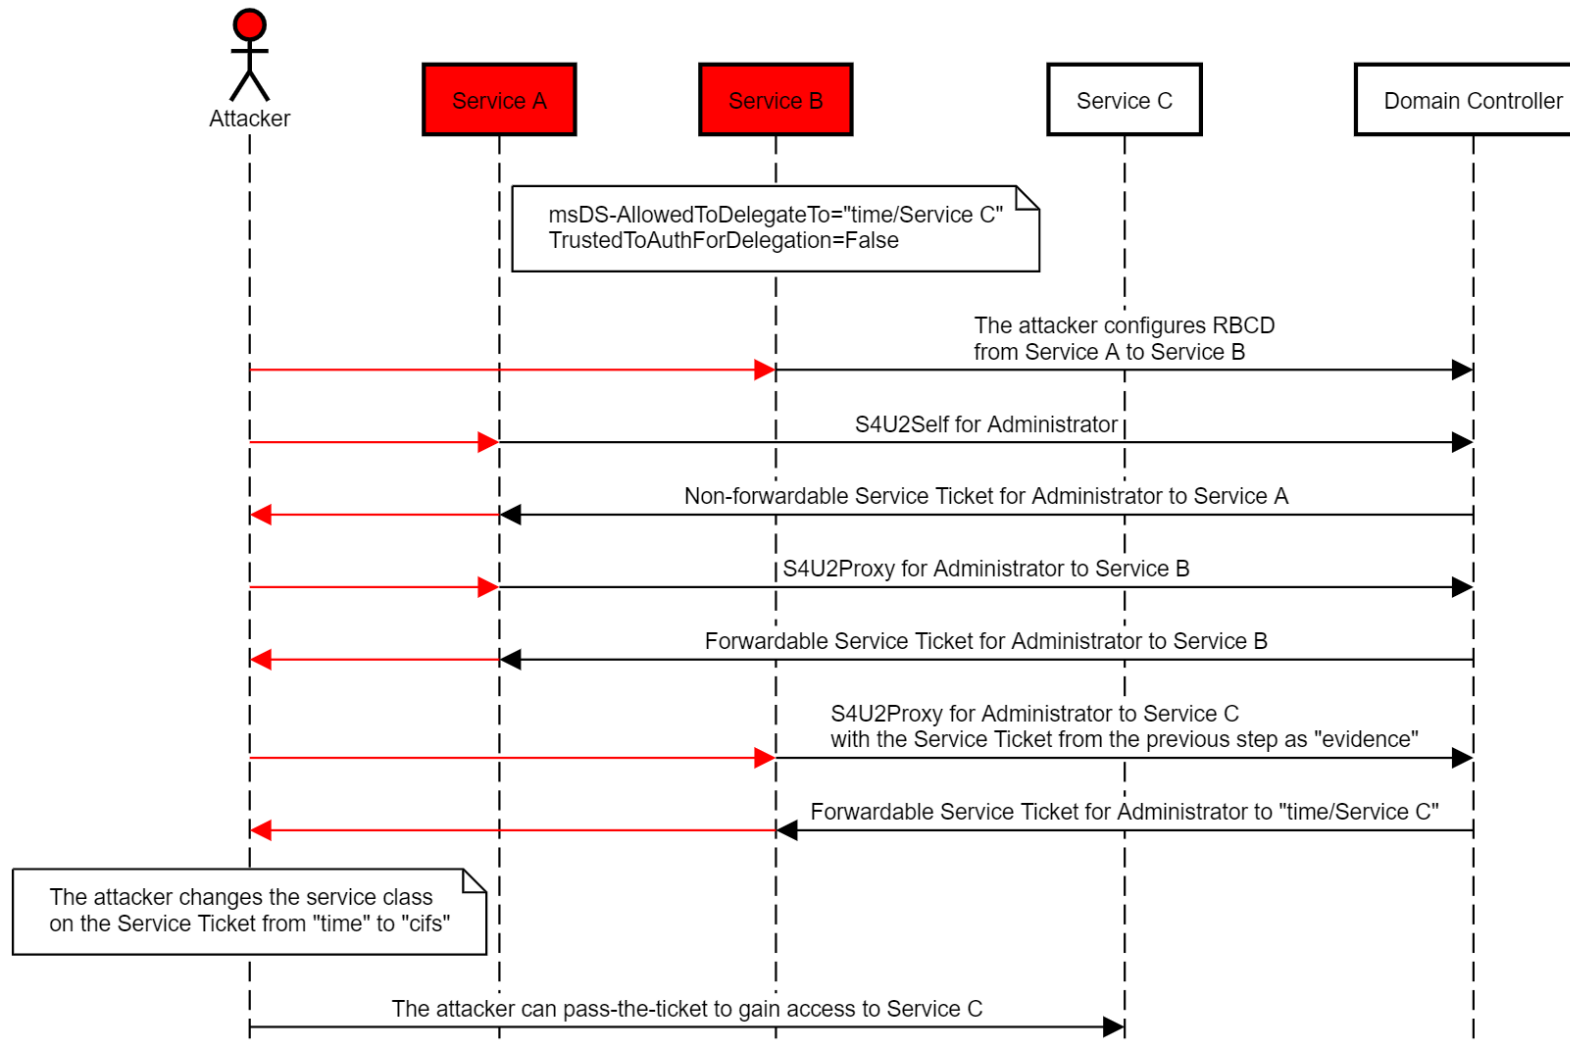 Attacker
Service A
Service B
Service C
Domain Controller
msDS-AllowedToDelegateTo="time/Service C"
TrustedToAuthForDelegation=False
The attacker configures RBCD
from Service A to Service B
S4U2Self for Administrator
Non-forwardable Service Ticket for Administrator to Service A
S4U2Proxy for Administrator to Service B
Forwardable Service Ticket for Administrator to Service B
S4U2Proxy for Administrator to Service C
with the Service Ticket from the previous step as "evidence"
Forwardable Service Ticket for Administrator to "time/Service C"
The attacker changes the service class
on the Service Ticket from "time" to "cifs"
The attacker can pass-the-ticket to gain access to Service C